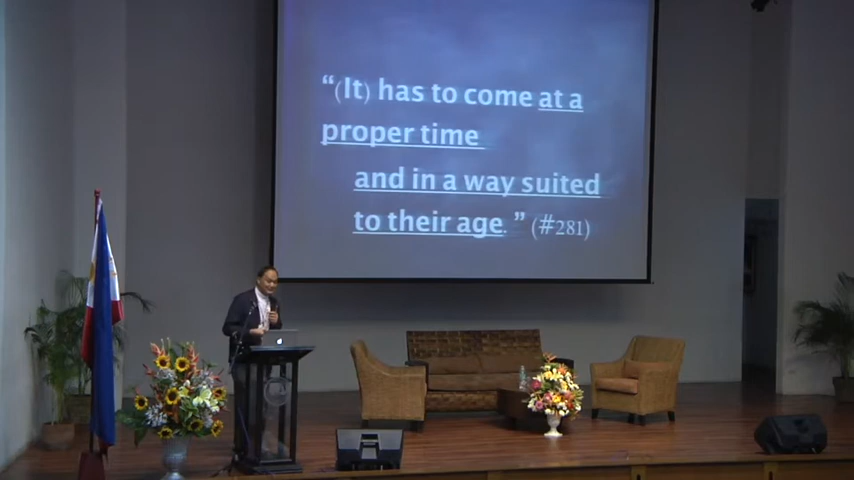 “(It) has to come at a
proper time
and in a way suited
to their age.” (#281)